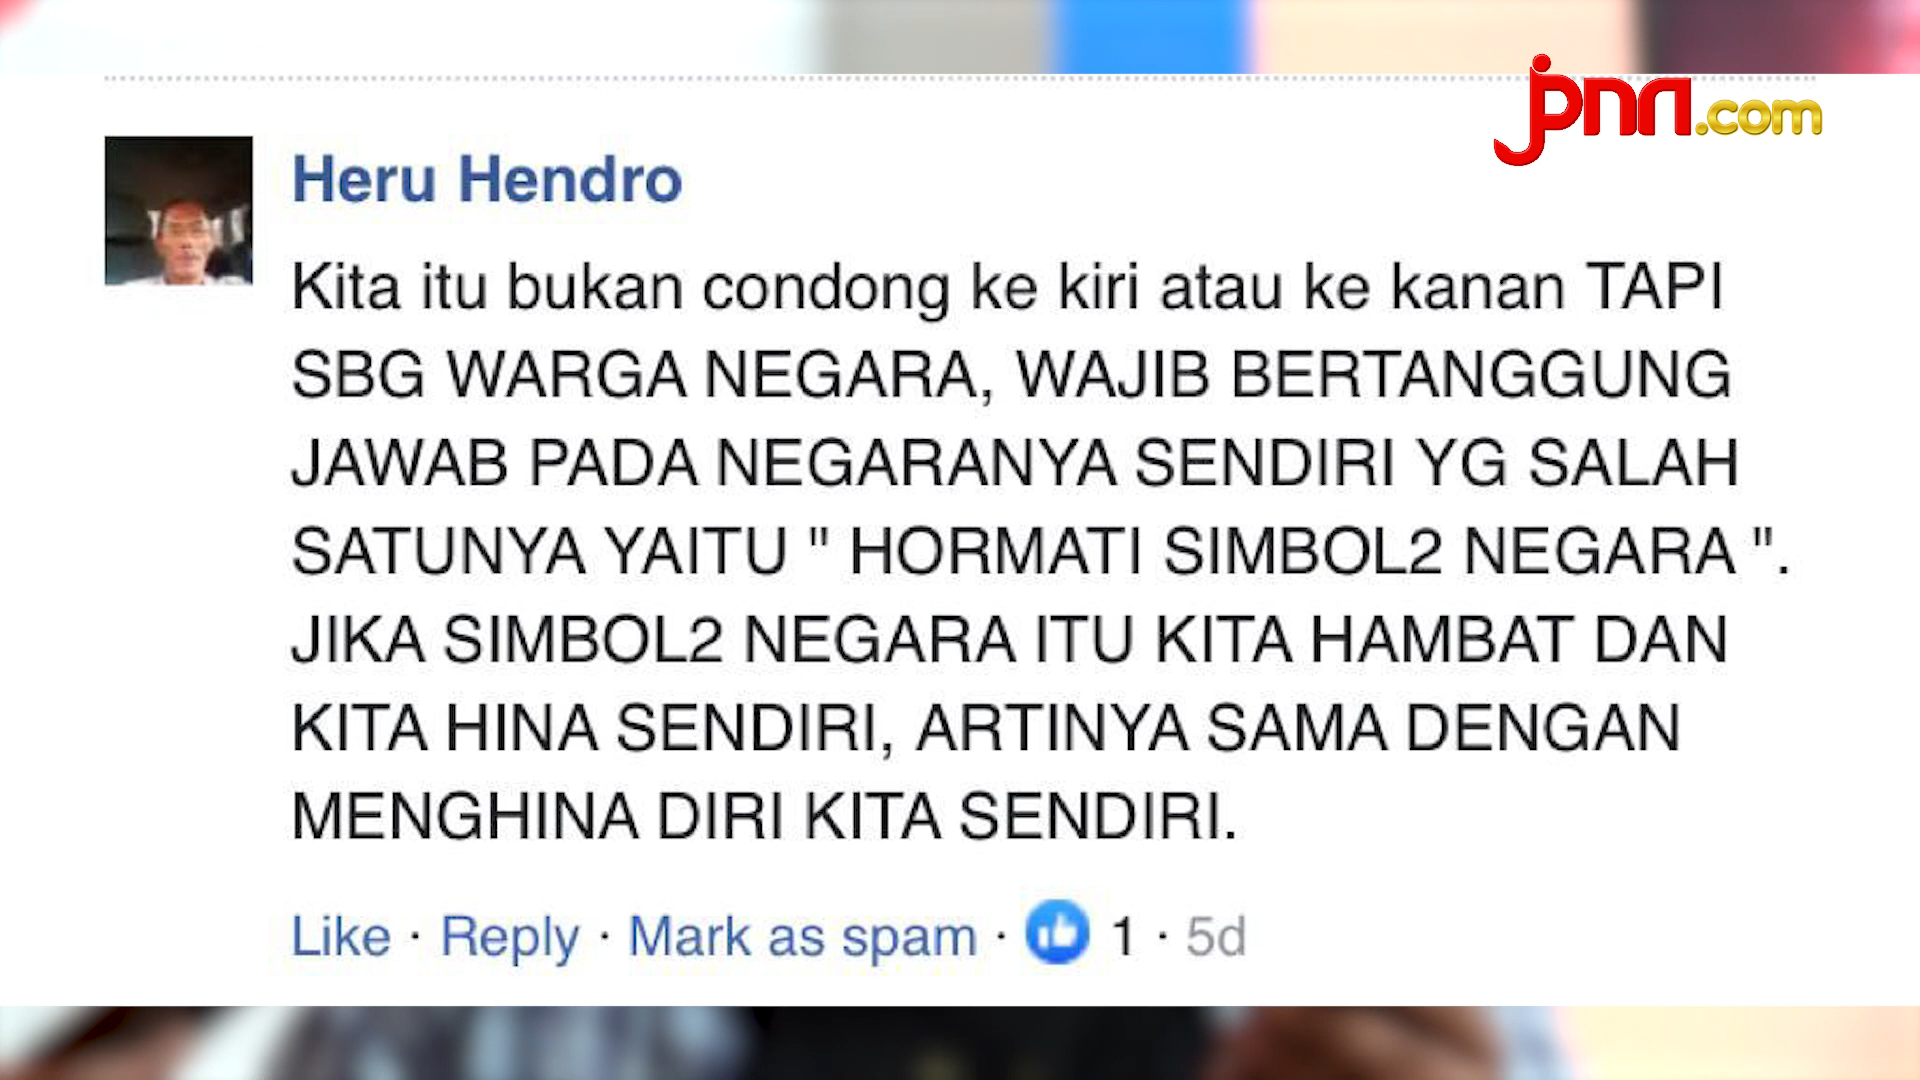 jpnn.com
Heru Hendro
Kita itu bukan condong ke kiri atau ke kanan TAPI
SBG WARGA NEGARA, WAJIB BERTANGGUNG
JAWAB PADA NEGARANYA SENDIRI YG SALAH
SATUNYA YAITU " HORMATI SIMBOL2 NEGARA ".
JIKA SIMBOL2 NEGARA ITU KITA HAMBAT DAN
KITA HINA SENDIRI, ARTINYA SAMA DENGAN
MENGHINA DIRI KITA SENDIRI.
Like · Reply · Mark as spam · 1 · 5d